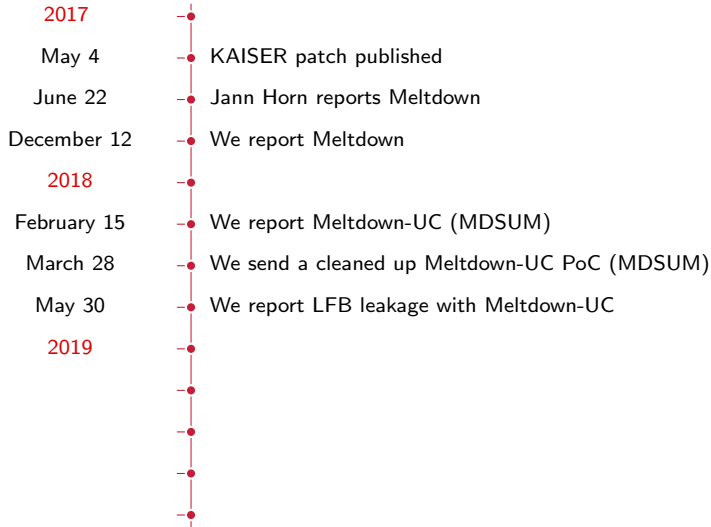 2017
May 4 KAISER patch published
June 22 Jann Horn reports Meltdown
December 12 We report Meltdown
2018
February 15 We report Meltdown-UC (MDSUM)
March 28 We send a cleaned up Meltdown-UC PoC (MDSUM)
May 30 We report LFB leakage with Meltdown-UC
2019